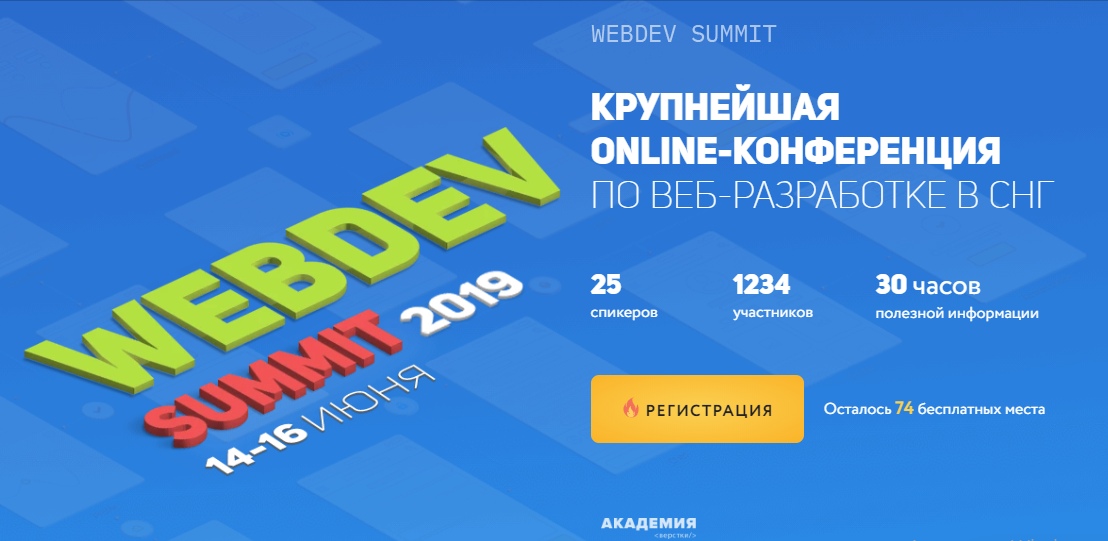 WEBDEV SUMMIT
КРУПНЕЙШАЯ
ONLINE-КОНФЕРЕНЦИЯ
ПО ВЕБ-РАЗРАБОТКЕ В СНГ
WEBDEV
SUMMIT 2019
14-16 ИЮНЯ
25
спикеров
1234
участников
30 часов
полезной информации
РЕГИСТРАЦИЯ
Осталось 74 бесплатных места
АКАДЕМИЯ
<верстки/>